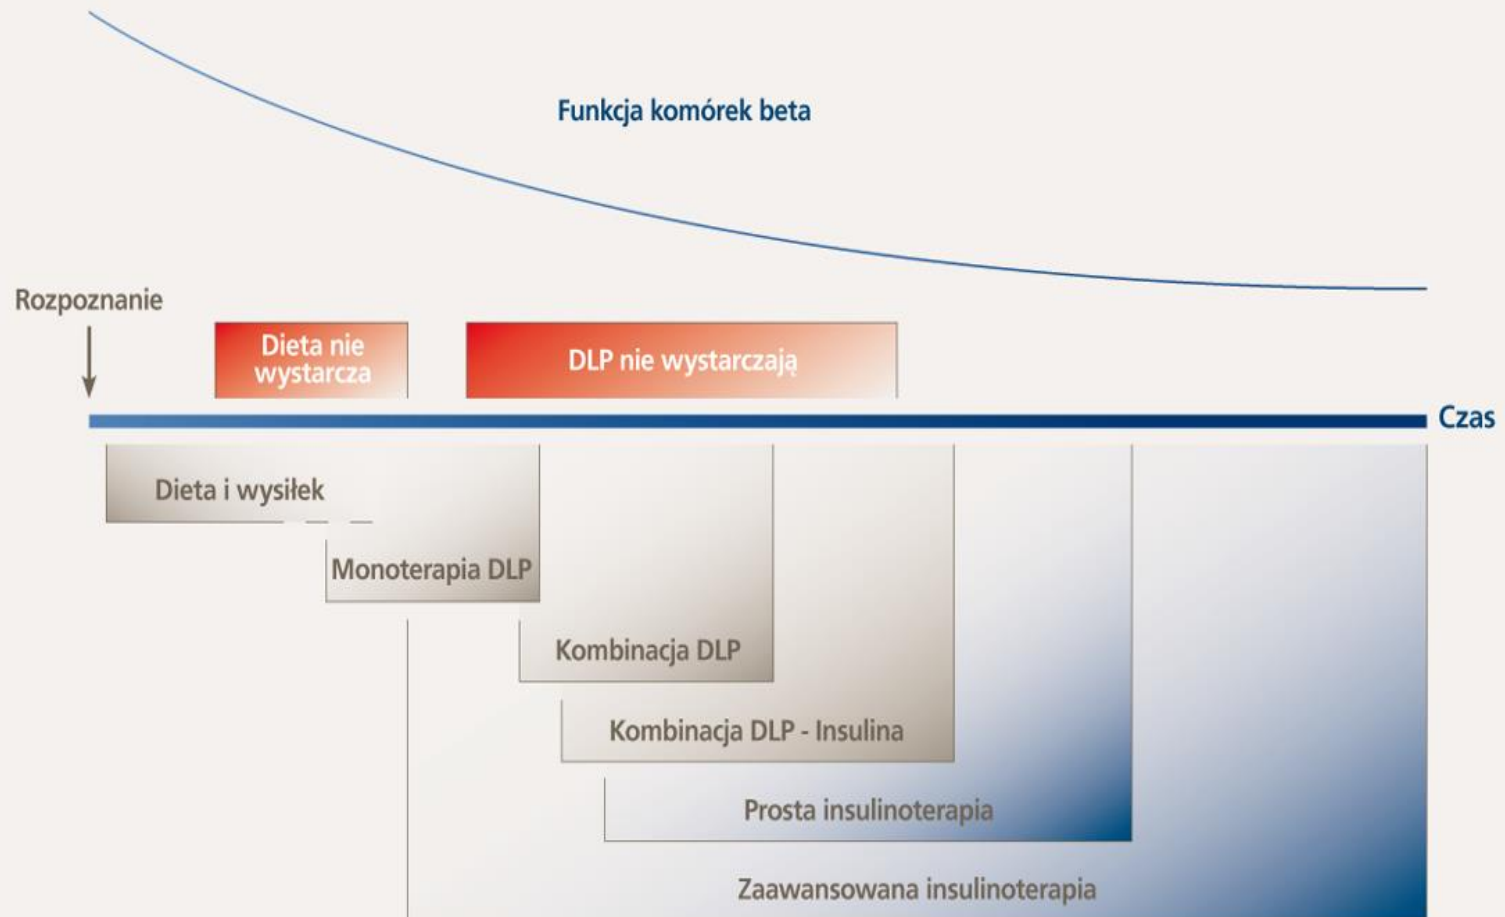 Funkcja komórek beta
Rozpoznanie
Dieta nie
wystarcza
DLP nie wystarczają
Czas
Dieta i wysiłek
Monoterapia DLP
Kombinacja DLP
Kombinacja DLP - Insulina
Prosta insulinoterapia
Zaawansowana insulinoterapia